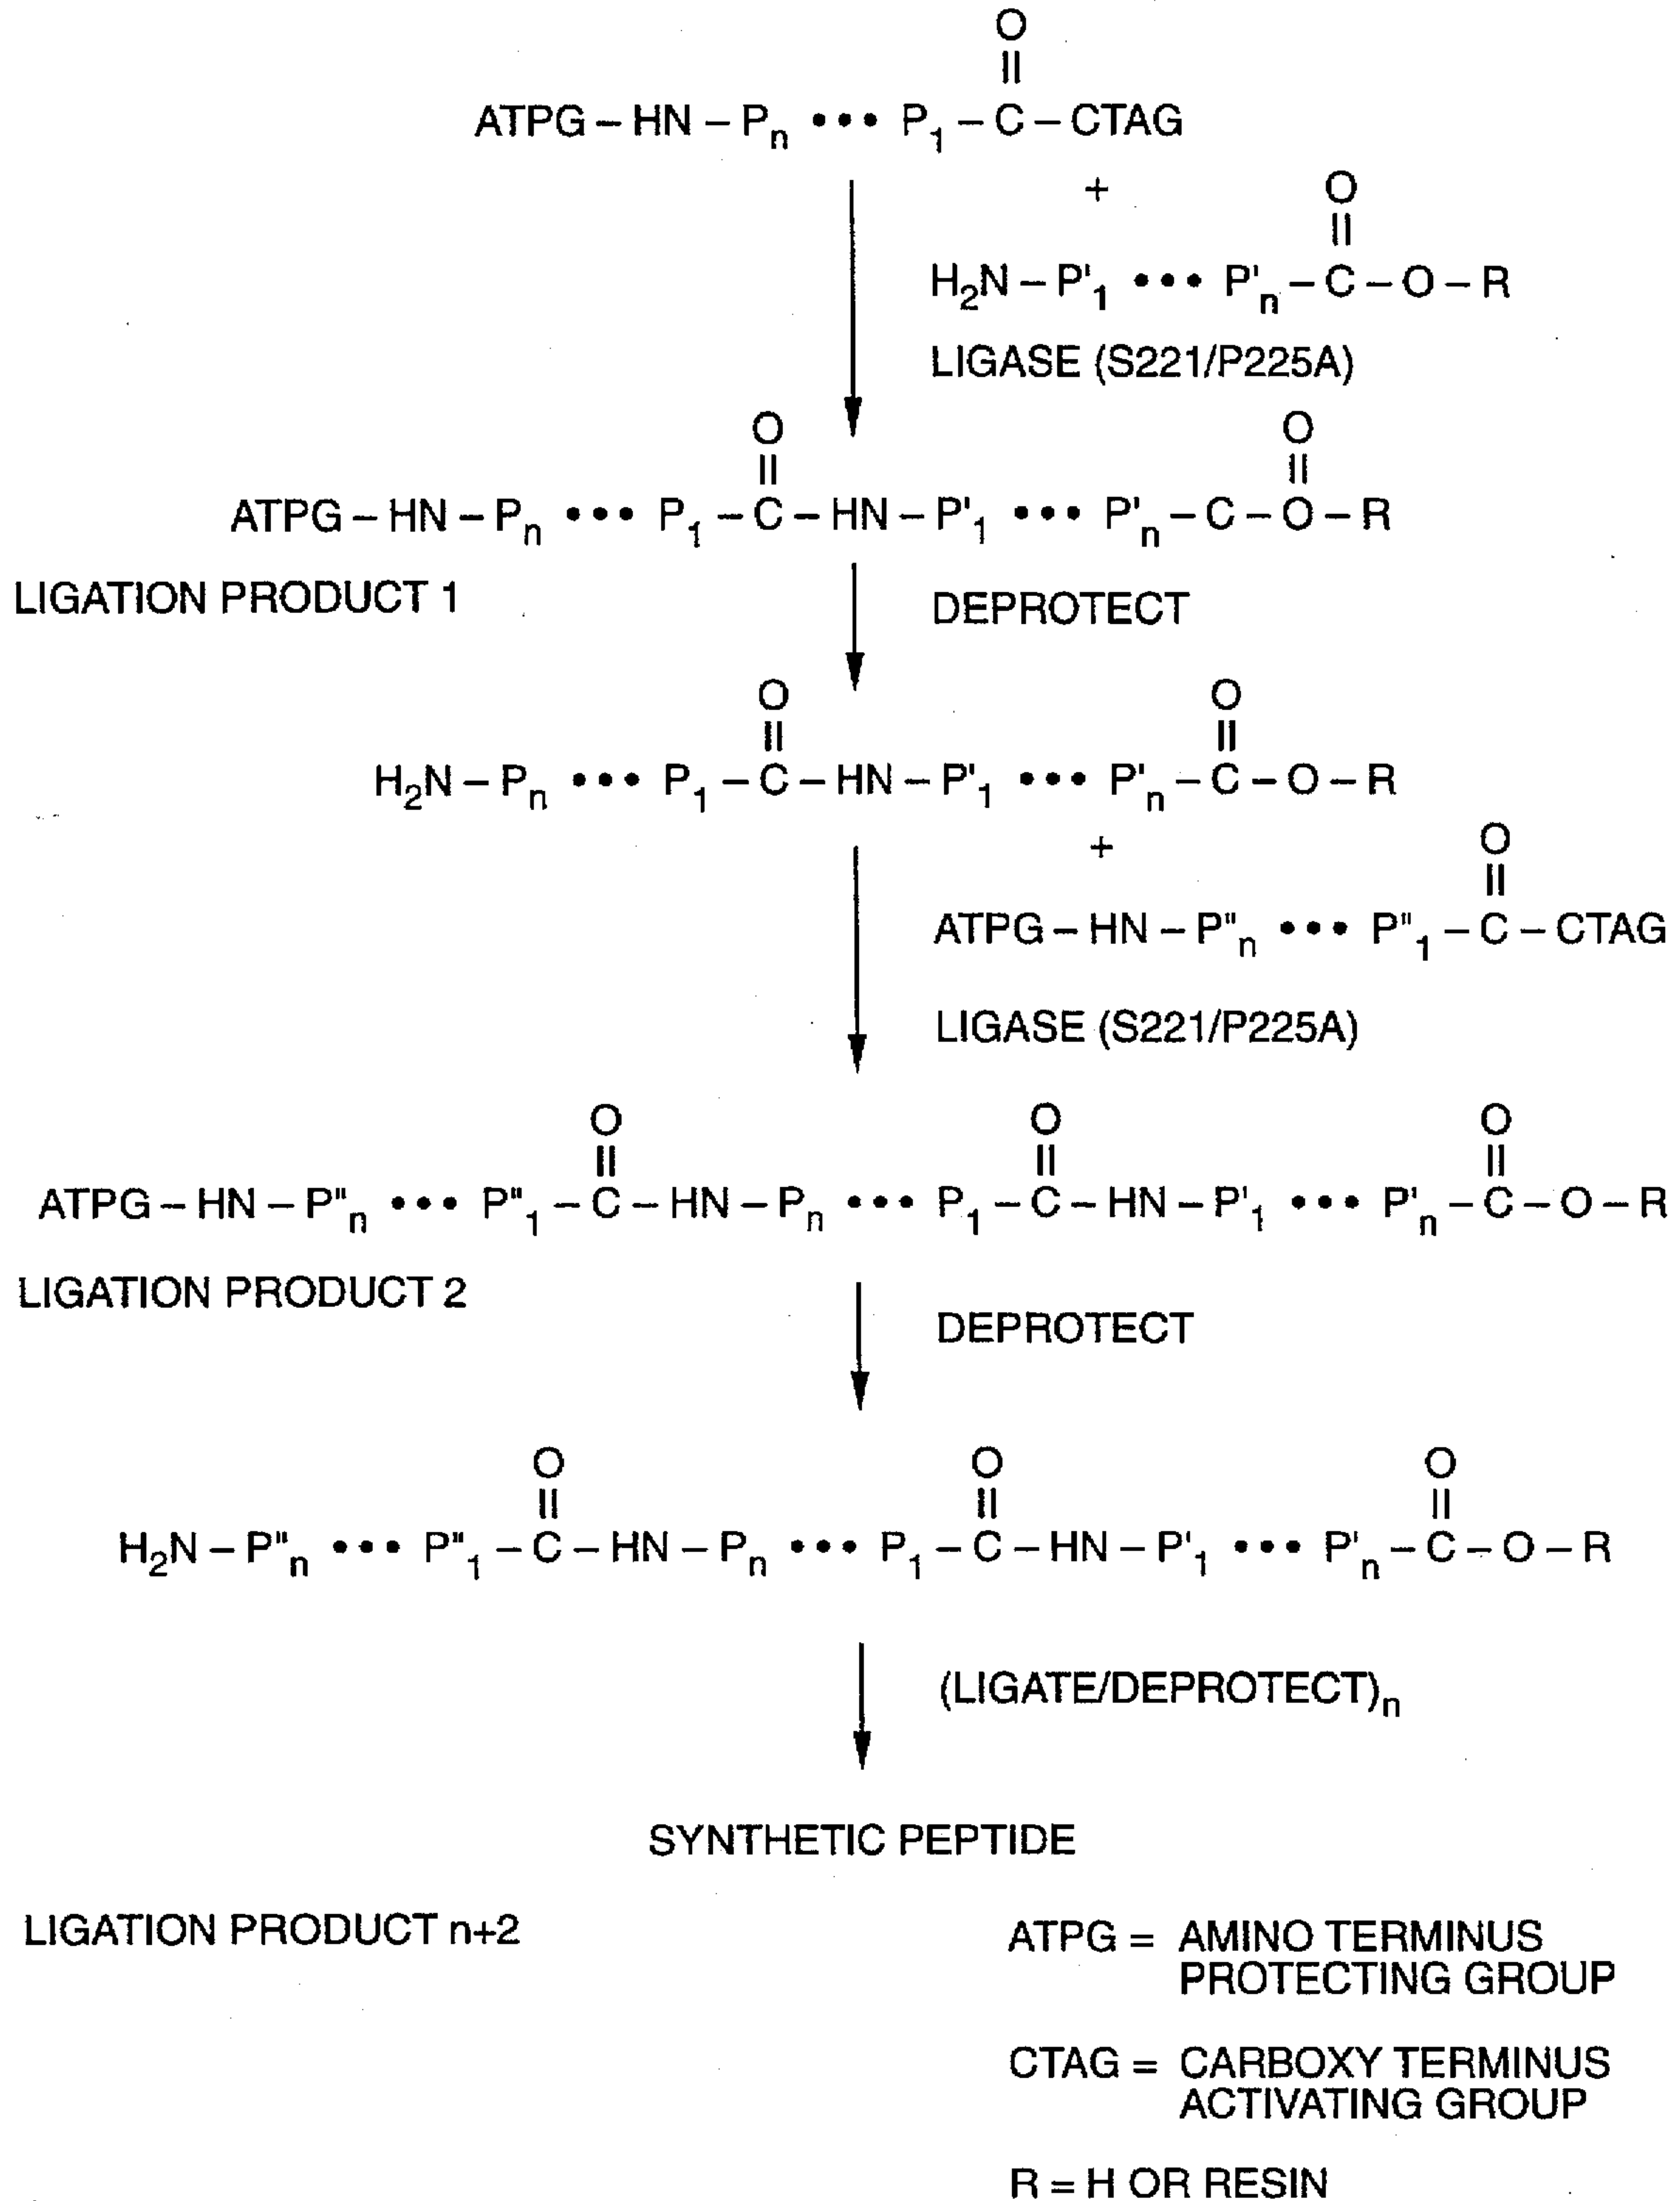 O
||
ATPG – HN – Pn ••• P1 – C – CTAG
+
O
||
H2N – P'1 ••• P'n – C – O – R
LIGASE (S221/P225A)
O O
|| ||
ATPG – HN – Pn ••• P1 – C – HN – P'1 ••• P'n – C – O – R
LIGATION PRODUCT 1
DEPROTECT
O O
|| ||
H2N – Pn ••• P1 – C – HN – P'1 ••• P'n – C – O – R
+
O
||
ATPG – HN – P"n ••• P"1 – C – CTAG
LIGASE (S221/P225A)
O O O
|| || ||
ATPG – HN – P"n ••• P"1 – C – HN – Pn ••• P1 – C – HN – P'1 ••• P'n – C – O – R
LIGATION PRODUCT 2
DEPROTECT
O O O
|| || ||
H2N – P"n ••• P"1 – C – HN – Pn ••• P1 – C – HN – P'1 ••• P'n – C – O – R
(LIGATE/DEPROTECT)n
SYNTHETIC PEPTIDE
LIGATION PRODUCT n+2
ATPG = AMINO TERMINUS
PROTECTING GROUP
CTAG = CARBOXY TERMINUS
ACTIVATING GROUP
R = H OR RESIN